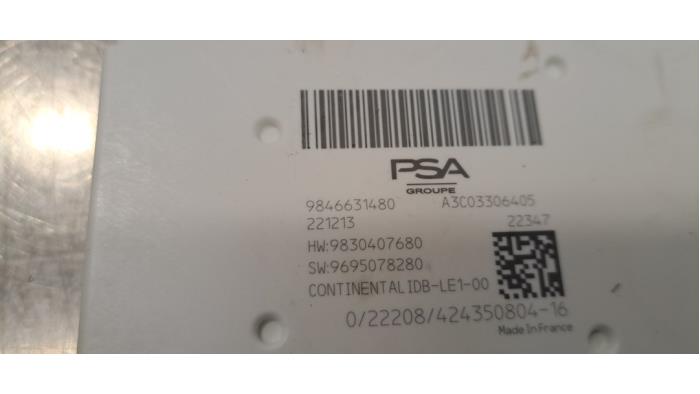 PSA
GROUPE
9846631480 A3C03306405
221213 22347
HW:9830407680
SW:9695078280
CONTINENTAL IDB-LE1-00
0/22208/424350804-16
Made In France